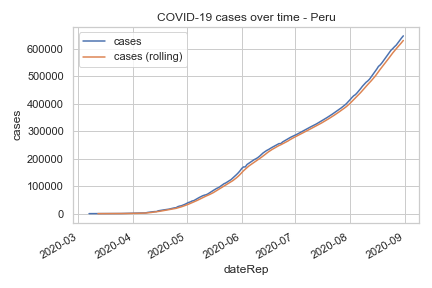 COVID-19 cases over time - Peru
cases
cases (rolling)
600000
500000
400000
300000
200000
100000
0
cases
2020-03
2020-04
2020-05
2020-06
2020-07
2020-08
2020-09
dateRep